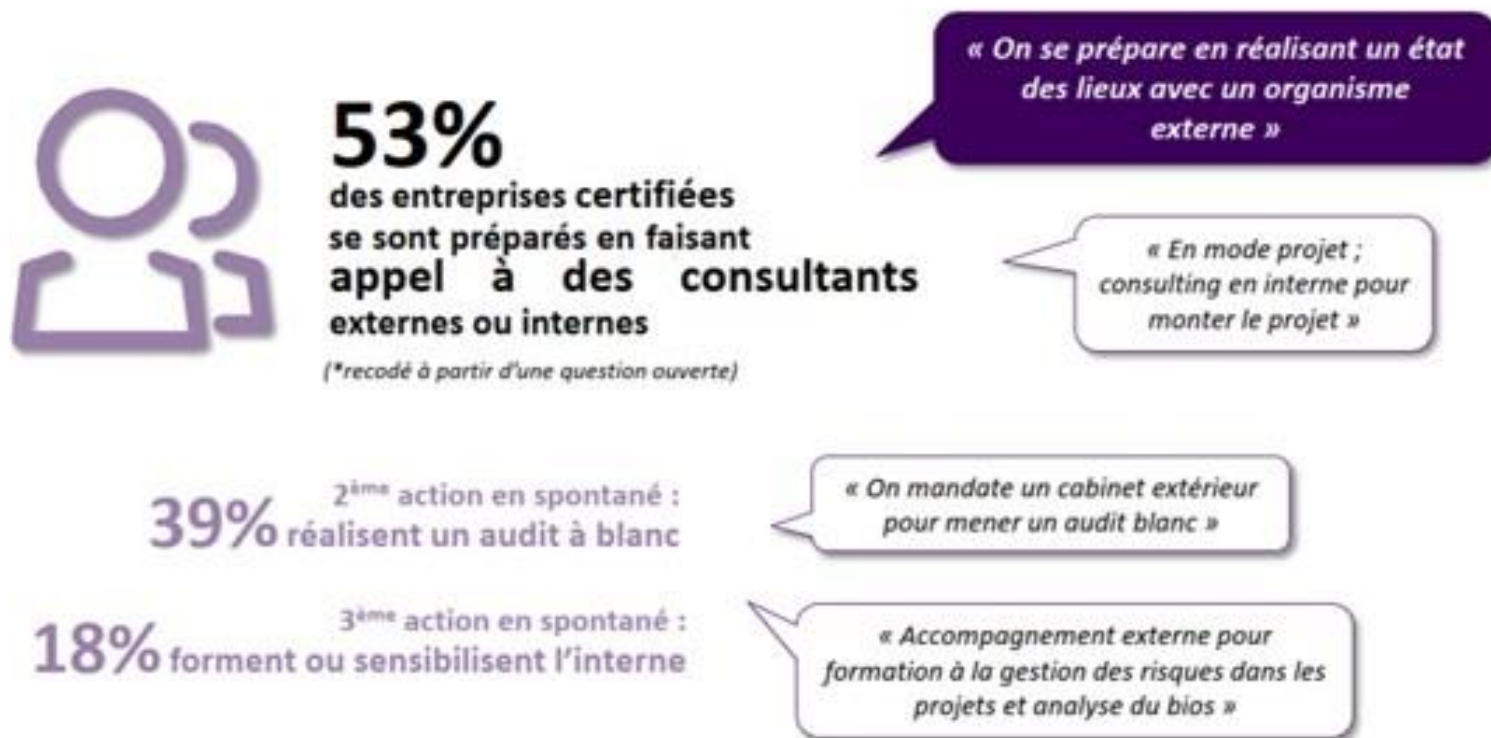 53%
des entreprises certifiées
se sont préparés en faisant
appel à des consultants
externes ou internes
(*recodé à partir d'une question ouverte)
« On se prépare en réalisant un état
des lieux avec un organisme
externe »
« En mode projet ;
consulting en interne pour
monter le projet »
2ème action en spontané :
39% réalisent un audit à blanc
« On mandate un cabinet extérieur
pour mener un audit blanc »
3ème action en spontané :
18% forment ou sensibilisent l'interne
« Accompagnement externe pour
formation à la gestion des risques dans les
projets et analyse du bios »